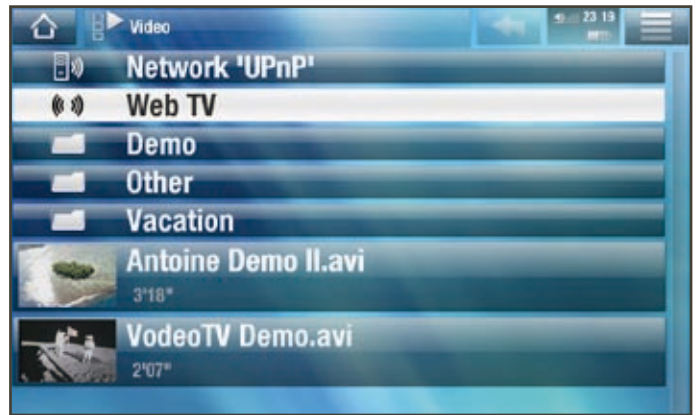 Video
23 19
Network 'UPnP'
Web TV
Demo
Other
Vacation
Antoine Demo II.avi
3'18"
VodeoTV Demo.avi
2'07"